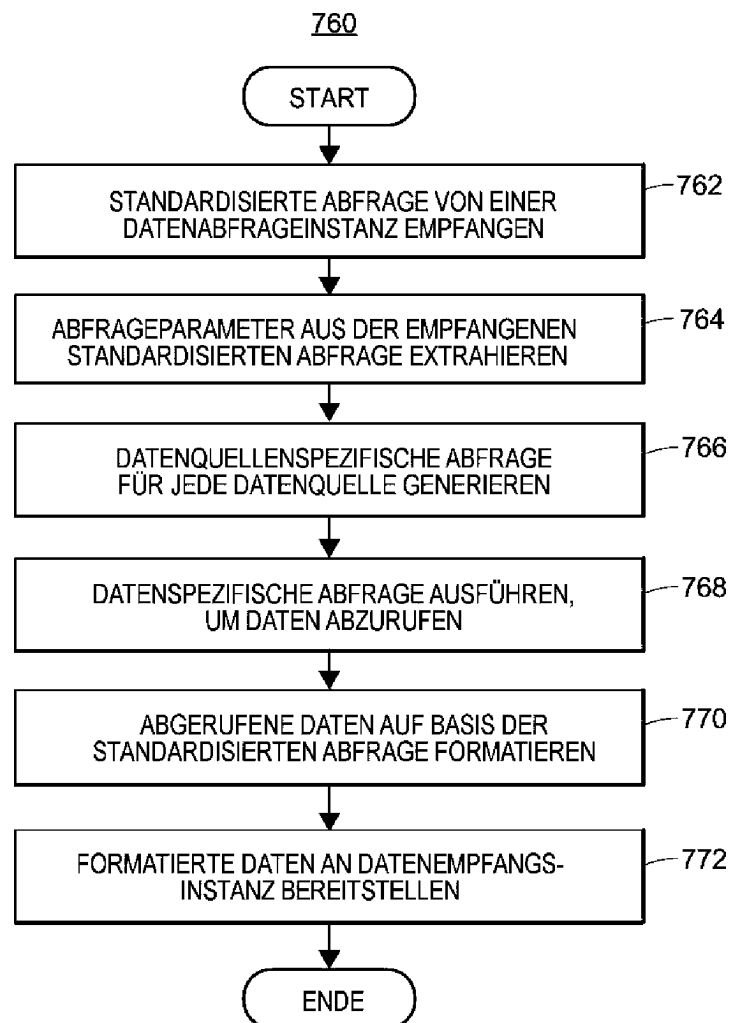 760
START
STANDARDISIERTE ABFRAGE VON EINER
DATENABFRAGEINSTANZ EMPFANGEN
762
ABFRAGEPARAMETER AUS DER EMPFANGENEN
STANDARDISIERTEN ABFRAGE EXTRAHIEREN
764
DATENQUELLENSPEZIFISCHE ABFRAGE
FÜR JEDE DATENQUELLE GENERIEREN
766
DATENSPEZIFISCHE ABFRAGE AUSFÜHREN,
UM DATEN ABZURUFEN
768
ABGERUFENE DATEN AUF BASIS DER
STANDARDISIERTEN ABFRAGE FORMATIEREN
770
FORMATIERTE DATEN AN DATENEMPFANGS-
INSTANZ BEREITSTELLEN
772
ENDE